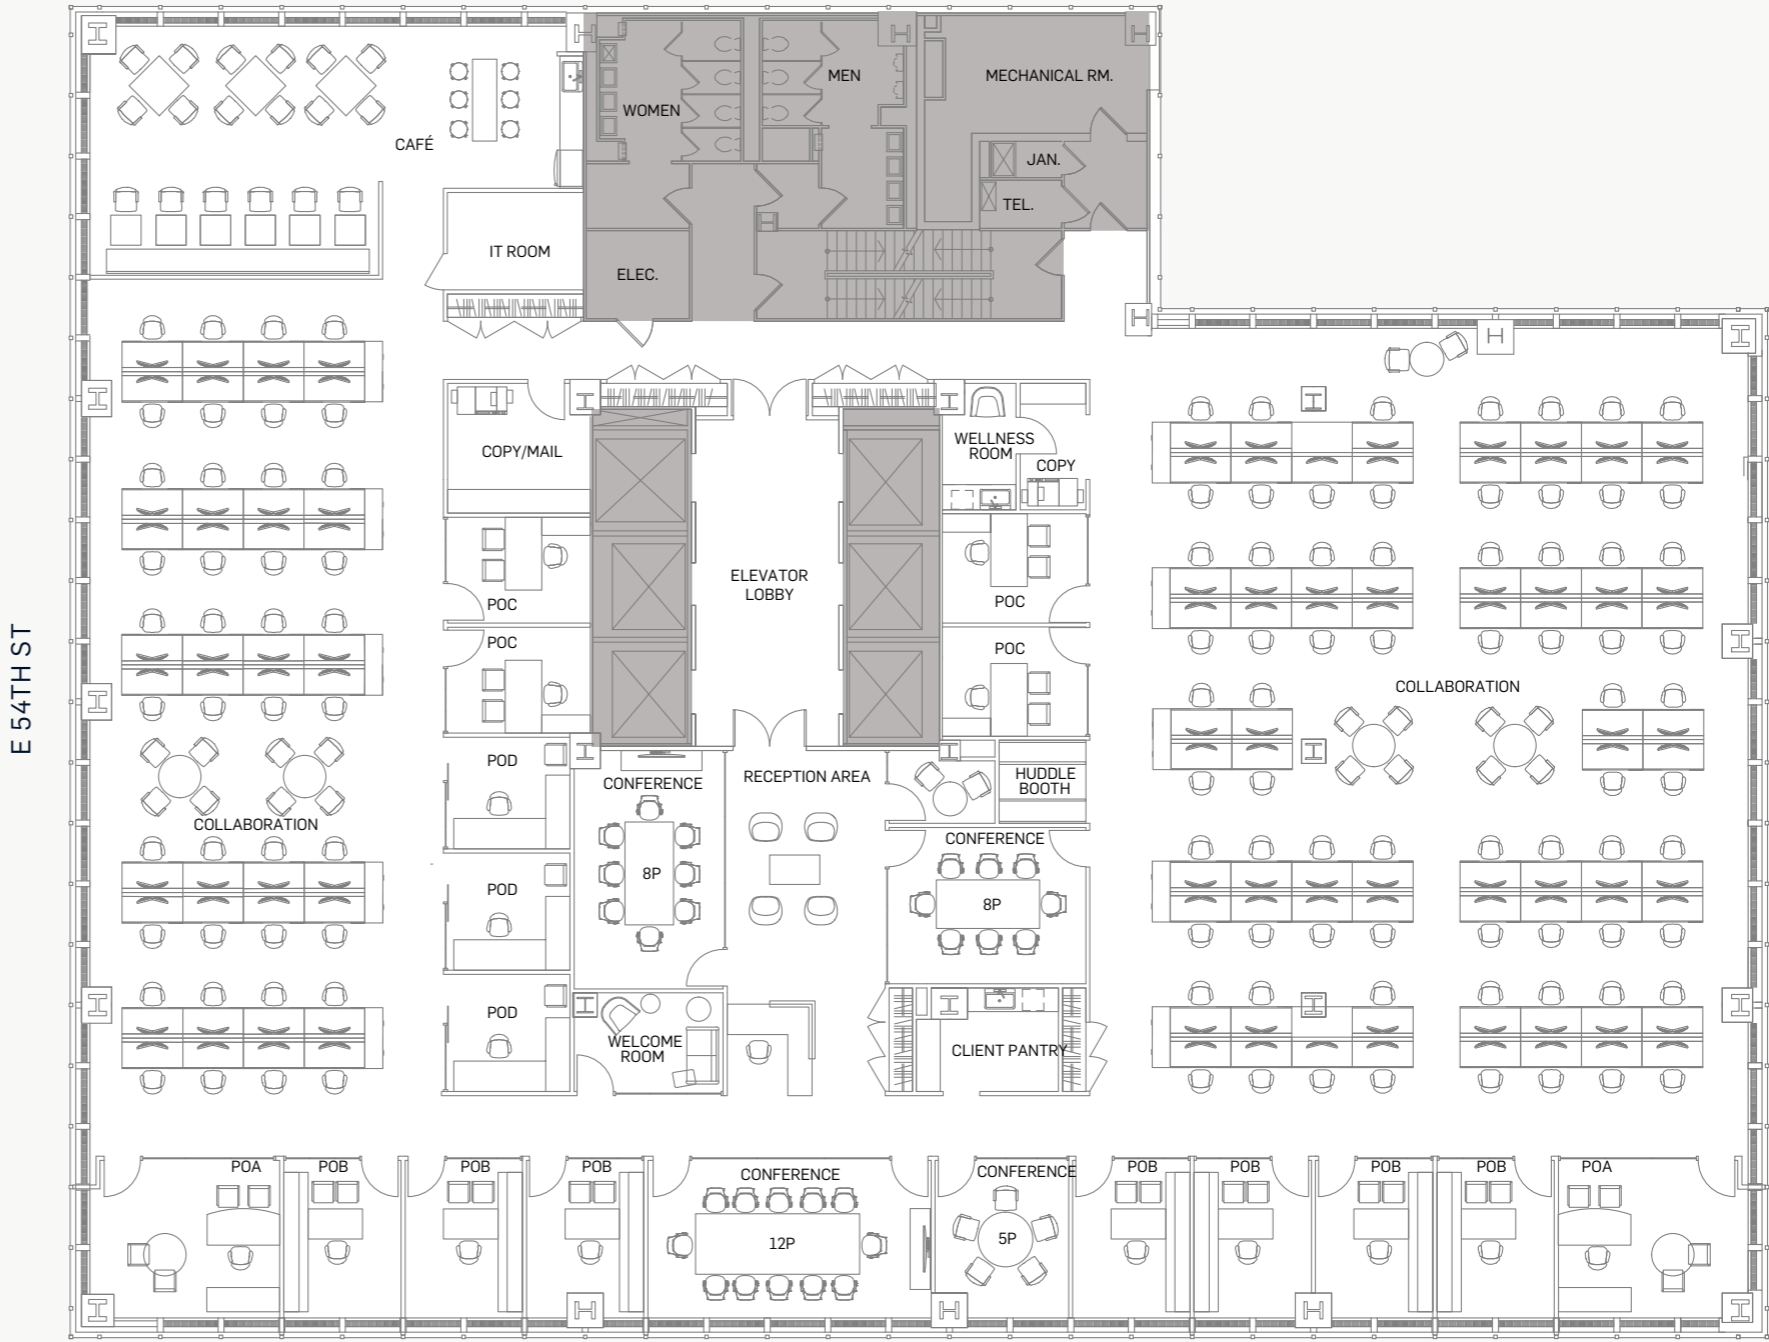 WOMEN
MEN
MECHANICAL RM.
CAFÉ
JAN.
TEL.
IT ROOM
ELEC.
COPY/MAIL
WELLNESS
ROOM
COPY
ELEVATOR
LOBBY
POC
POC
POC
POC
E 54TH ST
COLLABORATION
POD
CONFERENCE
RECEPTION AREA
HUDDLE
BOOTH
COLLABORATION
CONFERENCE
8P
POD
8P
POD
WELCOME
ROOM
CLIENT PANTRY
POA
POB
POB
POB
CONFERENCE
CONFERENCE
POB
POB
POB
POB
POA
12P
5P